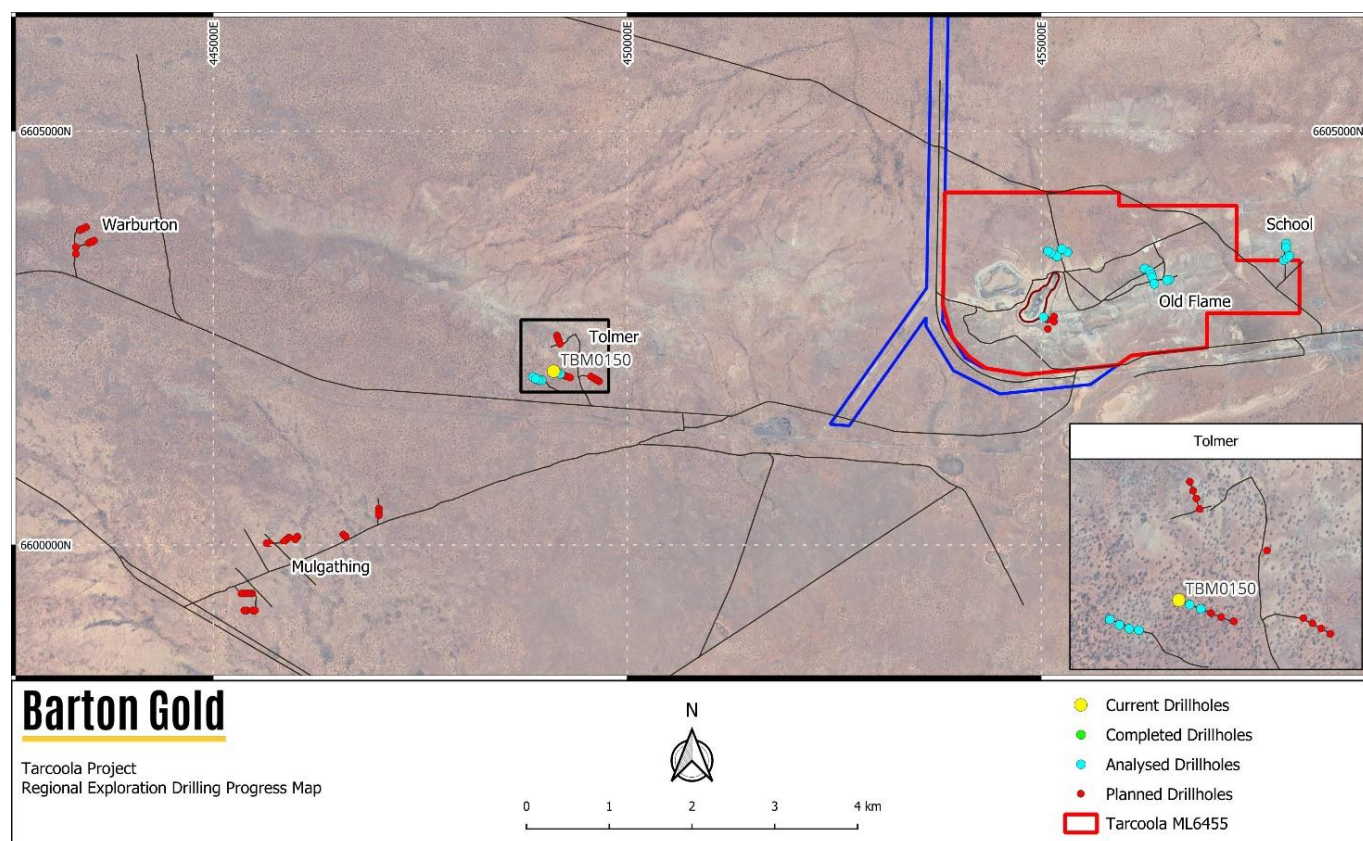 445000E
450000E
455000E
6605000N
6605000N
Warburton
School
Old Flame
Tolmer
TBM0150
Tolmer
TBM0150
6600000N
Mulgathing
Barton Gold
Tarcoola Project
Regional Exploration Drilling Progress Map
N
0 1 2 3 4 km
Current Drillholes
Completed Drillholes
Analysed Drillholes
Planned Drillholes
Tarcoola ML6455